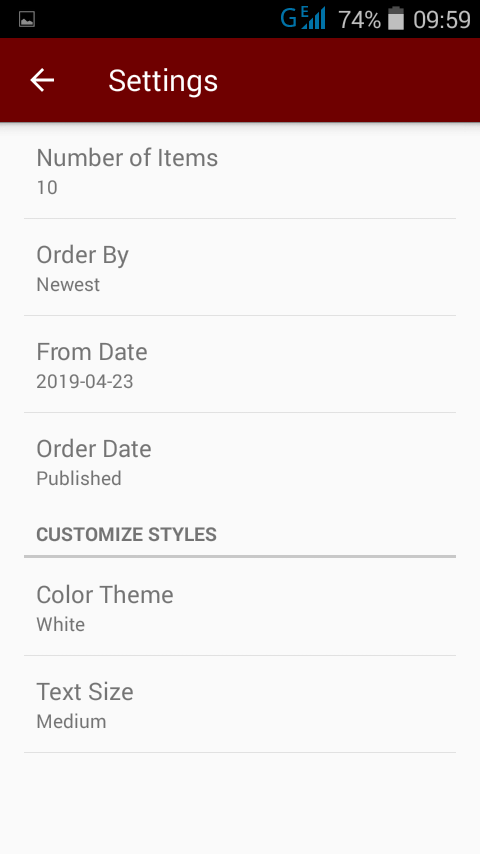 G E 74% 09:59
Settings
Number of Items
10
Order By
Newest
From Date
2019-04-23
Order Date
Published
CUSTOMIZE STYLES
Color Theme
White
Text Size
Medium